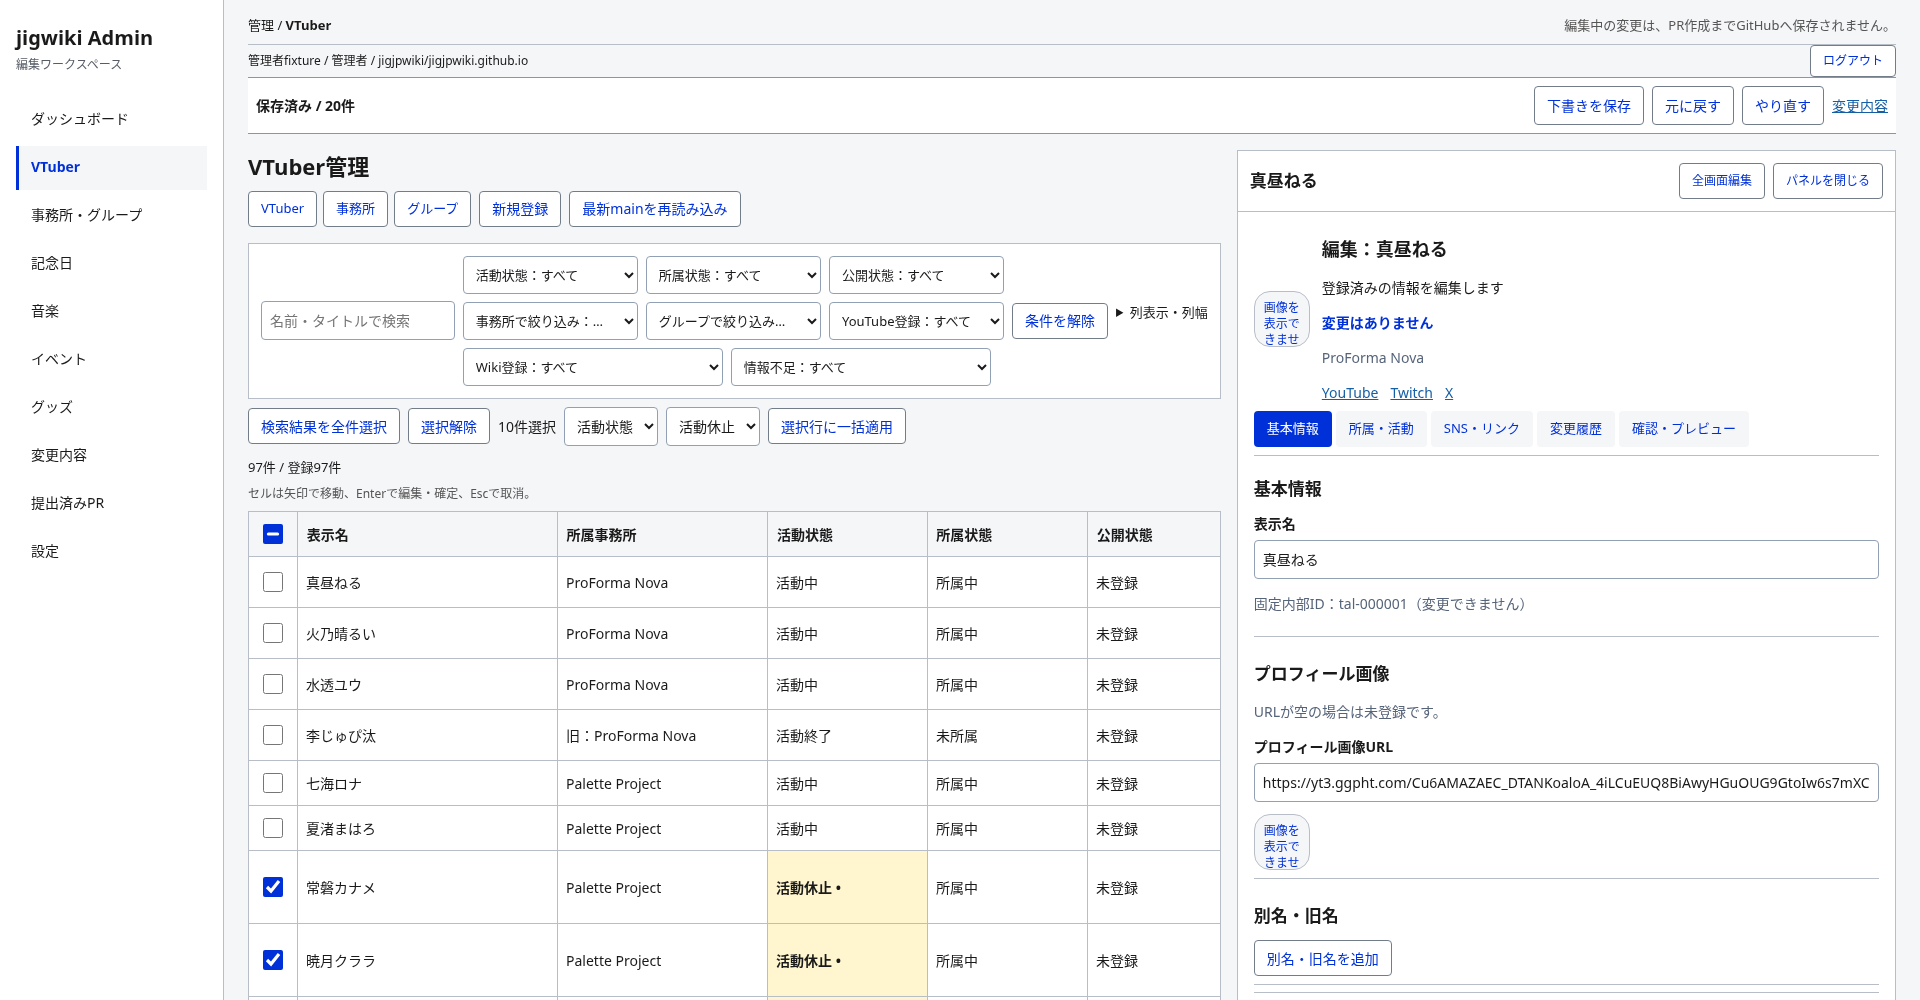 jigwiki Admin
編集ワークスペース
ダッシュボード
VTuber
事務所・グループ
記念日
音楽
イベント
グッズ
変更内容
提出済みPR
設定
管理 / VTuber
編集中の変更は、PR作成までGitHubへ保存されません。
管理者fixture / 管理者 / jigjpwiki/jigjpwiki.github.io
ログアウト
保存済み / 20件
下書きを保存
元に戻す
やり直す
変更内容
VTuber管理
VTuber
事務所
グループ
新規登録
最新mainを再読み込み
活動状態：すべて
所属状態：すべて
公開状態：すべて
名前・タイトルで検索
事務所で絞り込み：...
グループで絞り込み...
YouTube登録：すべて
条件を解除
▶ 列表示・列幅
Wiki登録：すべて
情報不足：すべて
検索結果を全件選択
選択解除
10件選択
活動状態
活動休止
選択行に一括適用
97件 / 登録97件
セルは矢印で移動、Enterで編集・確定、Escで取消。
表示名 所属事務所 活動状態 所属状態 公開状態
真昼ねる ProForma Nova 活動中 所属中 未登録
火乃晴るい ProForma Nova 活動中 所属中 未登録
水透ユウ ProForma Nova 活動中 所属中 未登録
李じゅぴ汰 旧：ProForma Nova 活動終了 未所属 未登録
七海ロナ Palette Project 活動中 所属中 未登録
夏渚まはろ Palette Project 活動中 所属中 未登録
常磐カナメ Palette Project 活動休止 • 所属中 未登録
暁月クララ Palette Project 活動休止 • 所属中 未登録
真昼ねる
全画面編集
パネルを閉じる
画像を
表示で
きませ
編集：真昼ねる
登録済みの情報を編集します
変更はありません
ProForma Nova
YouTube Twitch X
基本情報
所属・活動
SNS・リンク
変更履歴
確認・プレビュー
基本情報
表示名
真昼ねる
固定内部ID：tal-000001（変更できません）
プロフィール画像
URLが空の場合は未登録です。
プロフィール画像URL
https://yt3.ggpht.com/Cu6AMAZAEC_DTANKoaloA_4iLCuEUQ8BiAwyHGuOUG9GtoIw6s7mXC
画像を
表示で
きませ
別名・旧名
別名・旧名を追加